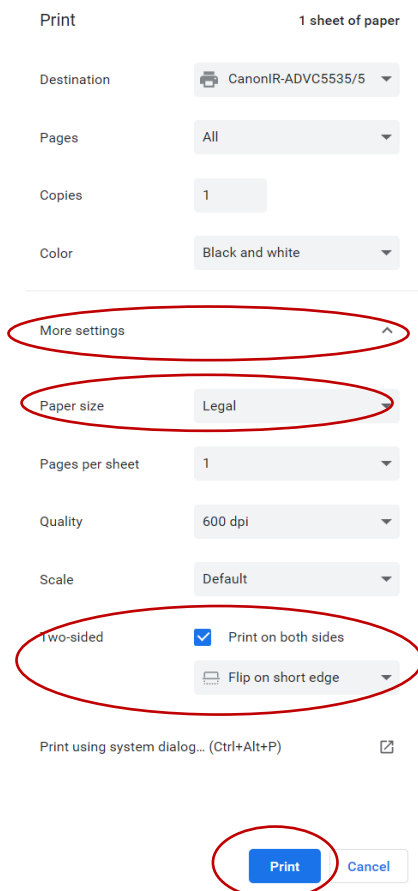 Print 1 sheet of paper
Destination CanonIR-ADVC5535/5
Pages All
Copies 1
Color Black and white
More settings
Paper size Legal
Pages per sheet 1
Quality 600 dpi
Scale Default
Two-sided Print on both sides
Flip on short edge
Print using system dialog... (Ctrl+Alt+P)
Print Cancel